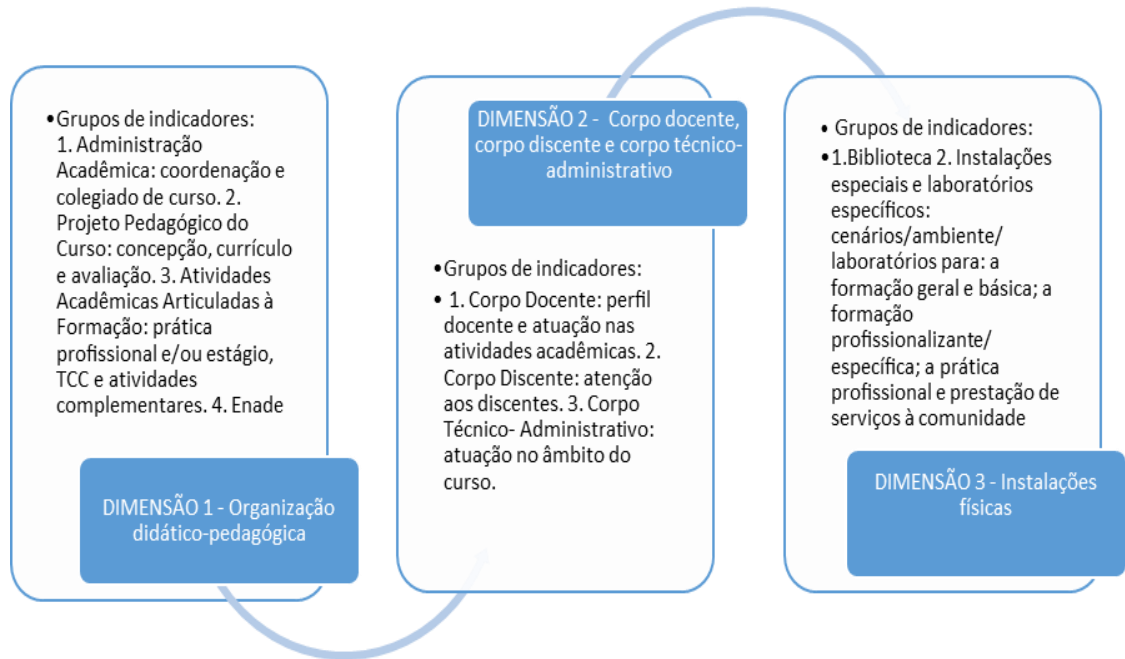 •Grupos de indicadores:
1. Administração
Acadêmica: coordenação e
colegiado de curso. 2.
Projeto Pedagógico do
Curso: concepção, currículo
e avaliação. 3. Atividades
Acadêmicas Articuladas à
Formação: prática
profissional e/ou estágio,
TCC e atividades
complementares. 4. Enade
DIMENSÃO 1 - Organização
didático-pedagógica
DIMENSÃO 2 - Corpo docente,
corpo discente e corpo técnico-
administrativo
•Grupos de indicadores:
• 1. Corpo Docente: perfil
docente e atuação nas
atividades acadêmicas. 2.
Corpo Discente: atenção
aos discentes. 3. Corpo
Técnico- Administrativo:
atuação no âmbito do
curso.
• Grupos de indicadores:
•1.Biblioteca 2. Instalações
especiais e laboratórios
específicos:
cenários/ambiente/
laboratórios para: a
formação geral e básica; a
formação
profissionalizante/
específica; a prática
profissional e prestação de
serviços à comunidade
DIMENSÃO 3 - Instalações
físicas